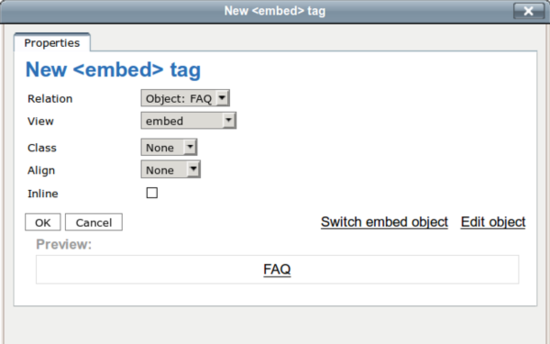 New <embed> tag
Properties
New <embed> tag
Relation Object: FAQ
View embed
Class None
Align None
Inline
OK Cancel Switch embed object Edit object
Preview:
FAQ